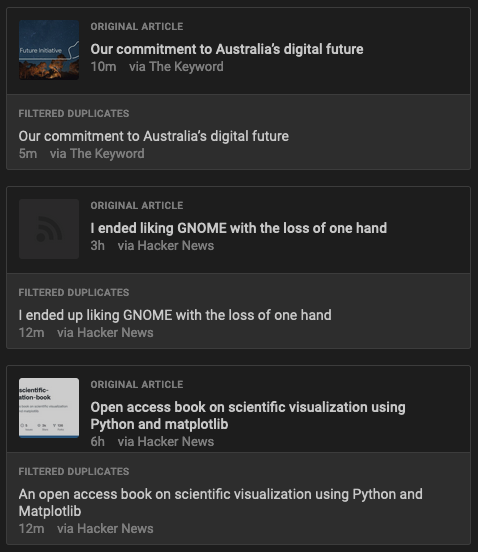 ORIGINAL ARTICLE
Future Initiative
Our commitment to Australia’s digital future
10m via The Keyword
FILTERED DUPLICATES
Our commitment to Australia’s digital future
5m via The Keyword
ORIGINAL ARTICLE
I ended liking GNOME with the loss of one hand
3h via Hacker News
FILTERED DUPLICATES
I ended up liking GNOME with the loss of one hand
12m via Hacker News
ORIGINAL ARTICLE
scientific-
ation-book
Open access book on scientific visualization using
Python and matplotlib
6h via Hacker News
FILTERED DUPLICATES
An open access book on scientific visualization using Python and
Matplotlib
12m via Hacker News